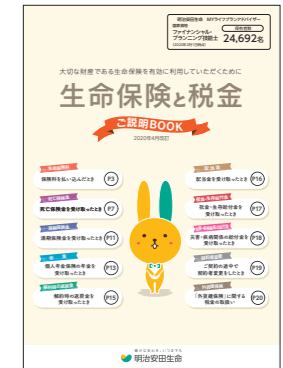 明治安田生命 MYライフプランアドバイザー
国家資格
ファイナンシャル・
プランニング技能士
24,692名
大切な財産である生命保険を有効に利用していただくために
生命保険と税金
ご説明BOOK
2020年4月改訂
保険料を払い込んだとき P3
死亡保険金を受け取ったとき P7
満期保険金を受け取ったとき P11
個人年金保険の年金を
受け取ったとき P13
解約時の返戻金を
受け取ったとき P15
配当金を受け取ったとき P16
祝金・生存給付金を
受け取ったとき P17
災害・疾病関係の給付金を
受け取ったとき P18
ご契約の途中で
契約者変更をしたとき P19
「外貨建保険」に関する
税金の取扱い P20
明治安田生命